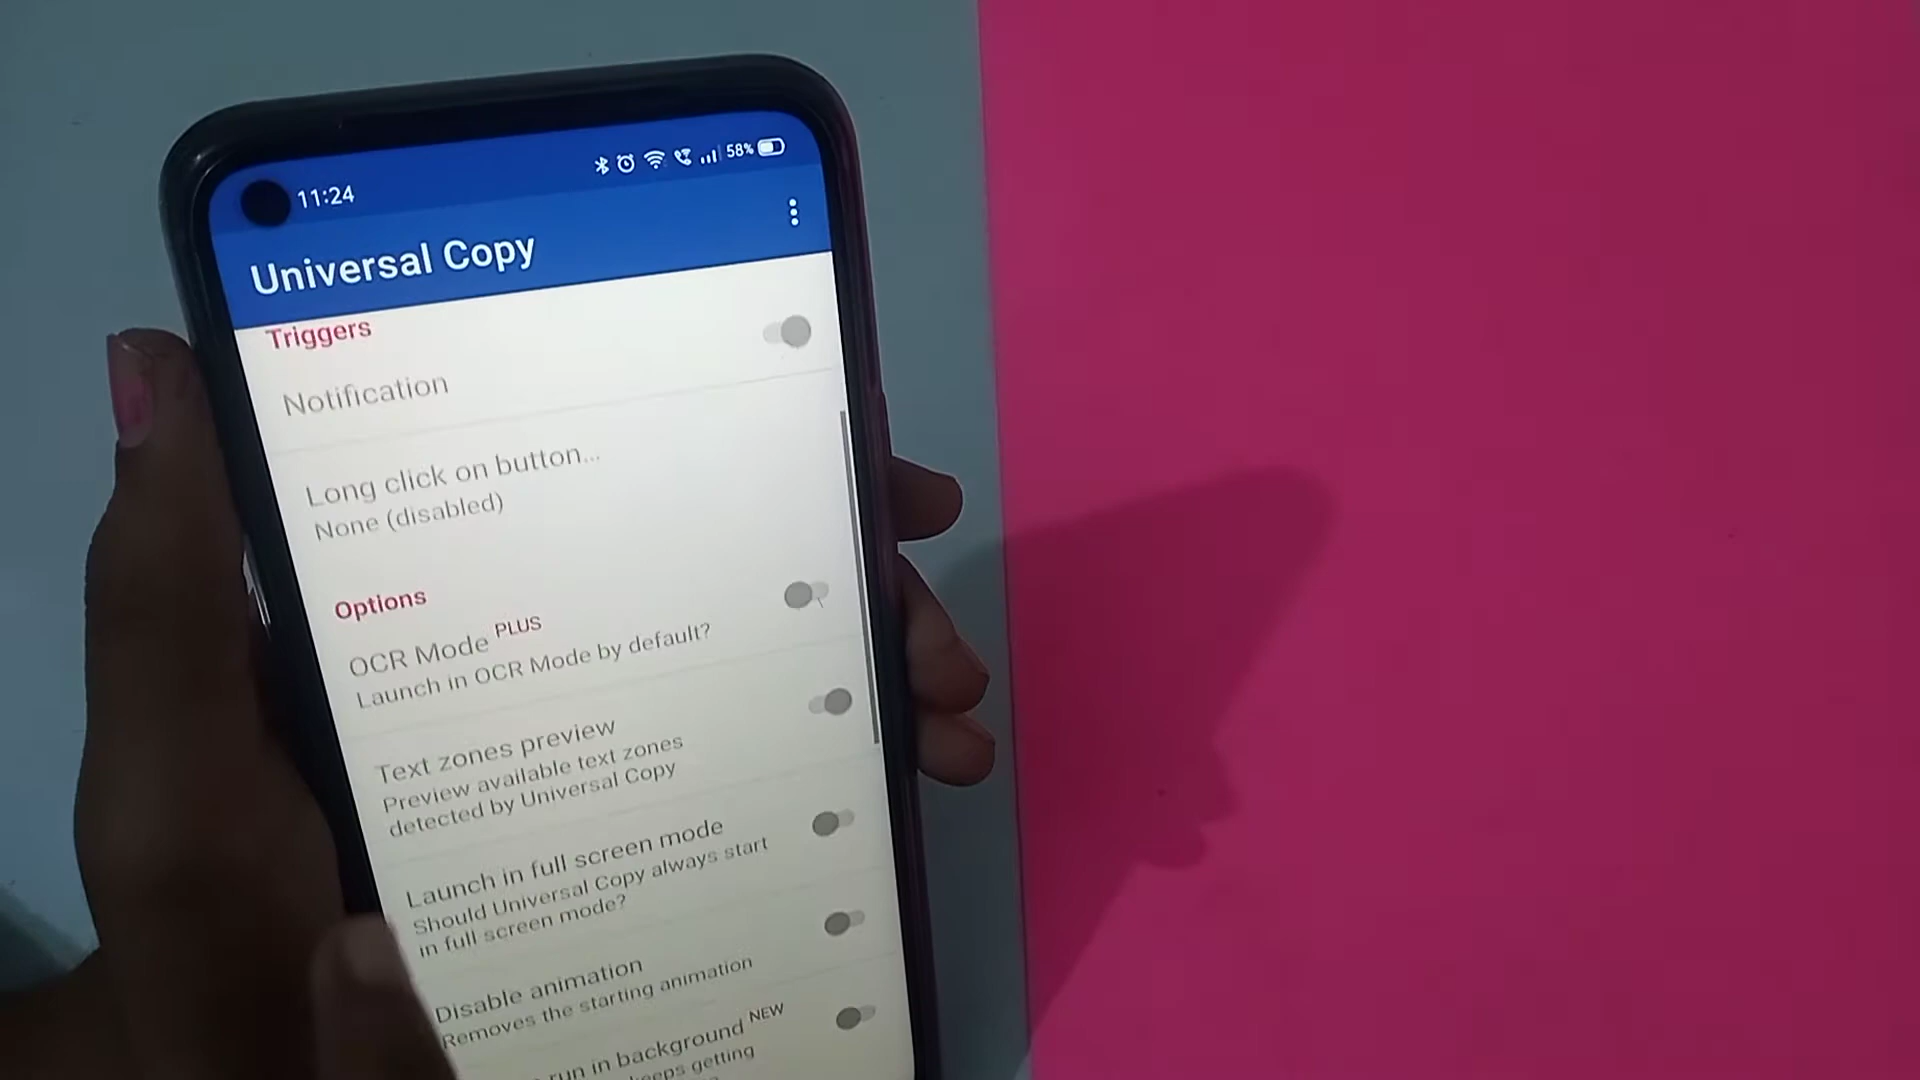 11:24
58%
Universal Copy
Triggers
Notification
Long click on button...
None (disabled)
Options
OCR Mode PLUS
Launch in OCR Mode by default?
Text zones preview
Preview available text zones
detected by Universal Copy
Launch in full screen mode
Should Universal Copy always start
in full screen mode?
Disable animation
Removes the starting animation
run in background NEW
keeps getting